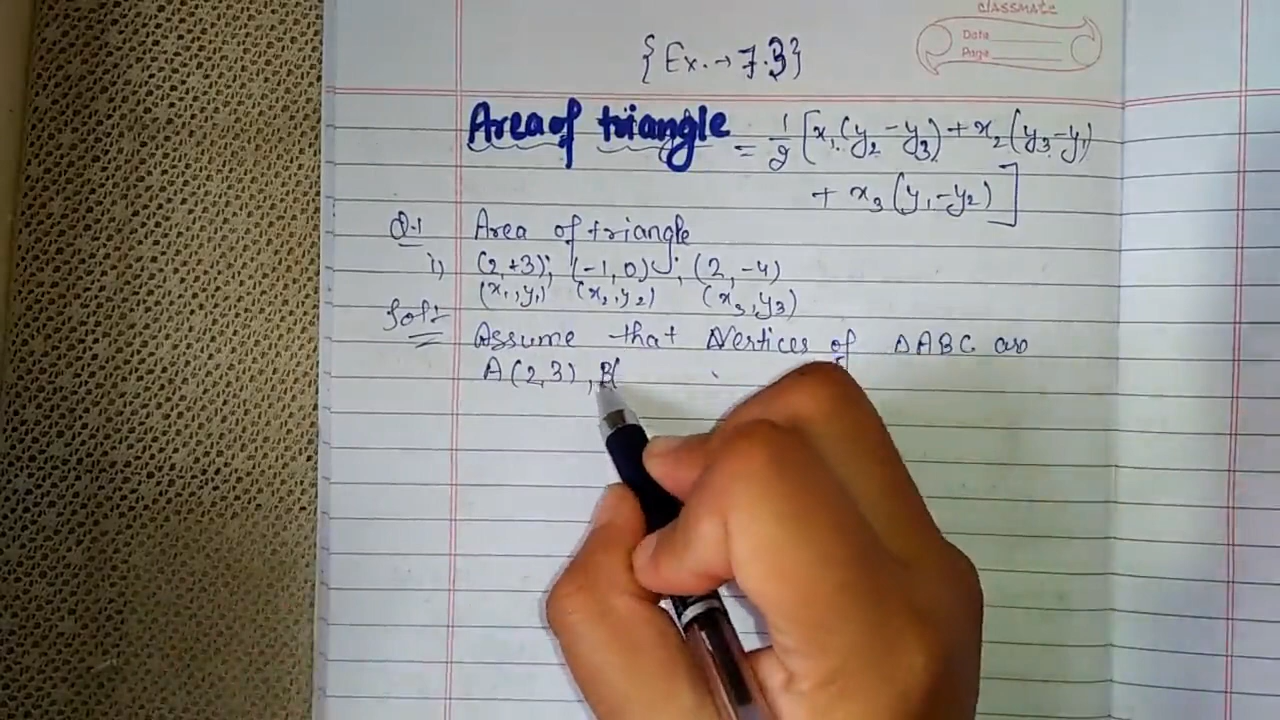 classmate
Date
Page
{Ex. → 7.3}
Area of triangle = 1/2 [x₁(y₂ - y₃) + x₂(y₃ - y₁)
+ x₃(y₁ - y₂)]
Q.1 Area of triangle
i) (2, +3), (-1, 0), (2, -4)
(x₁, y₁) (x₂, y₂) (x₃, y₃)
Sol:- Assume that Vertices of △ABC are
A(2, 3), B(